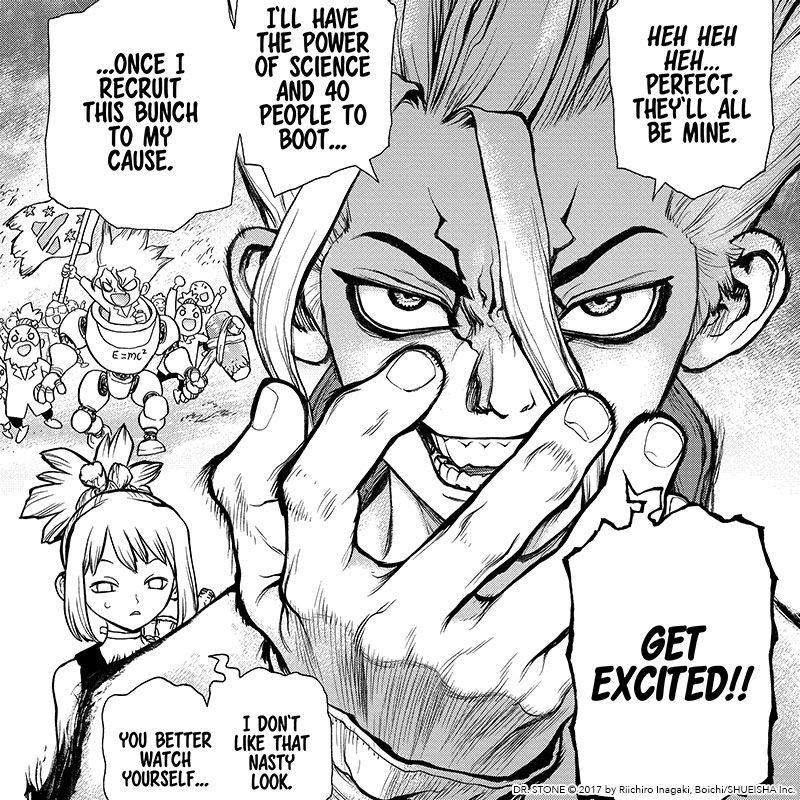 HEH HEH
HEH...
PERFECT.
THEY'LL ALL
BE MINE.
I'LL HAVE
THE POWER
OF SCIENCE
AND 40
PEOPLE TO
BOOT...
...ONCE I
RECRUIT
THIS BUNCH
TO MY
CAUSE.
E=mc²
GET
EXCITED!!
I DON'T
LIKE THAT
NASTY
LOOK.
YOU BETTER
WATCH
YOURSELF...
DR. STONE © 2017 by Riichiro Inagaki, Boichi/SHUEISHA Inc.